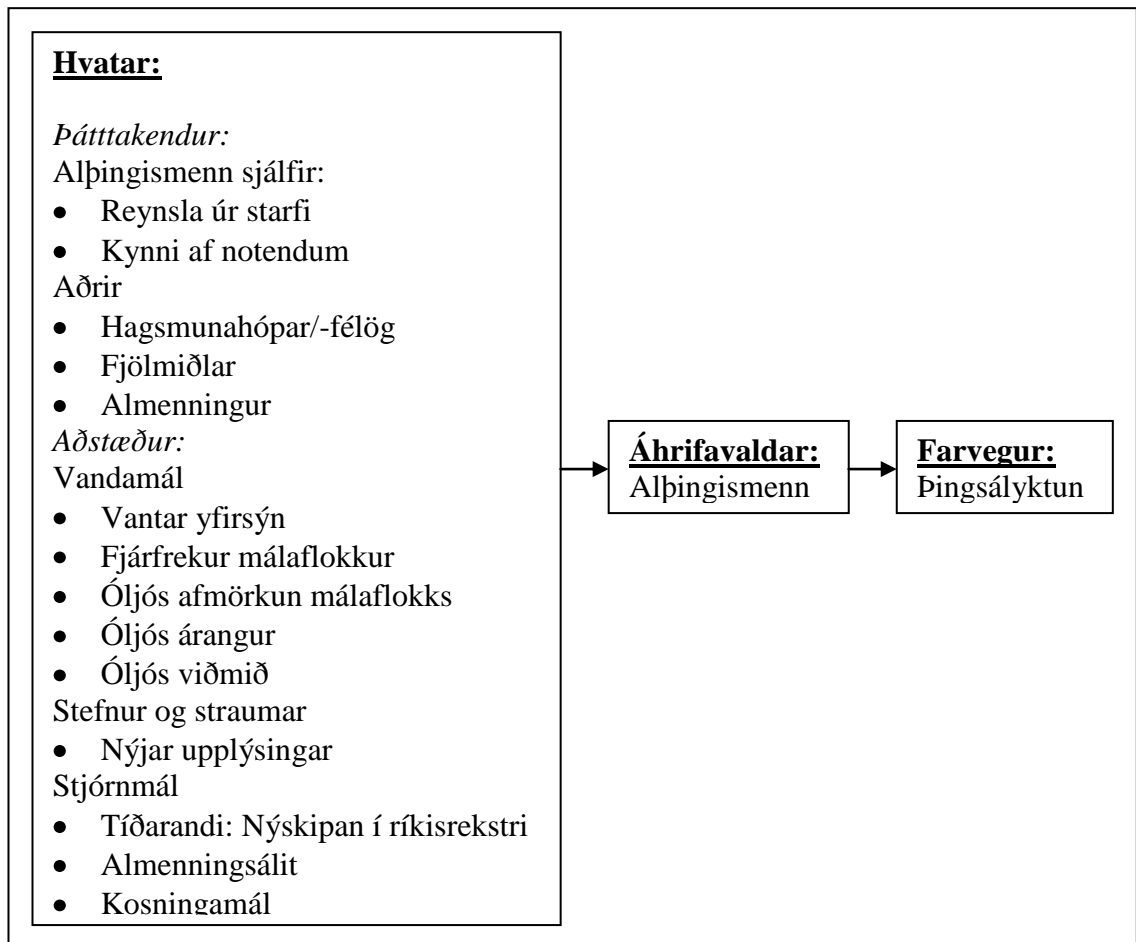 Hvatar:
Þátttakendur:
Alþingismenn sjálfir:
• Reynsla úr starfi
• Kynni af notendum
Aðrir
• Hagsmunahópar/-félög
• Fjölmiðlar
• Almenningur
Aðstæður:
Vandamál
• Vantar yfirsýn
• Fjárfrekur málaflokkur
• Óljós afmörkun málaflokks
• Óljós árangur
• Óljós viðmið
Stefnur og straumar
• Nýjar upplýsingar
Stjórnmál
• Tíðarandi: Nýskipan í ríkisrekstri
• Almenningsálit
• Kosningamál
Áhrifavaldar:
Alþingismenn
Farvegur:
Þingsályktun